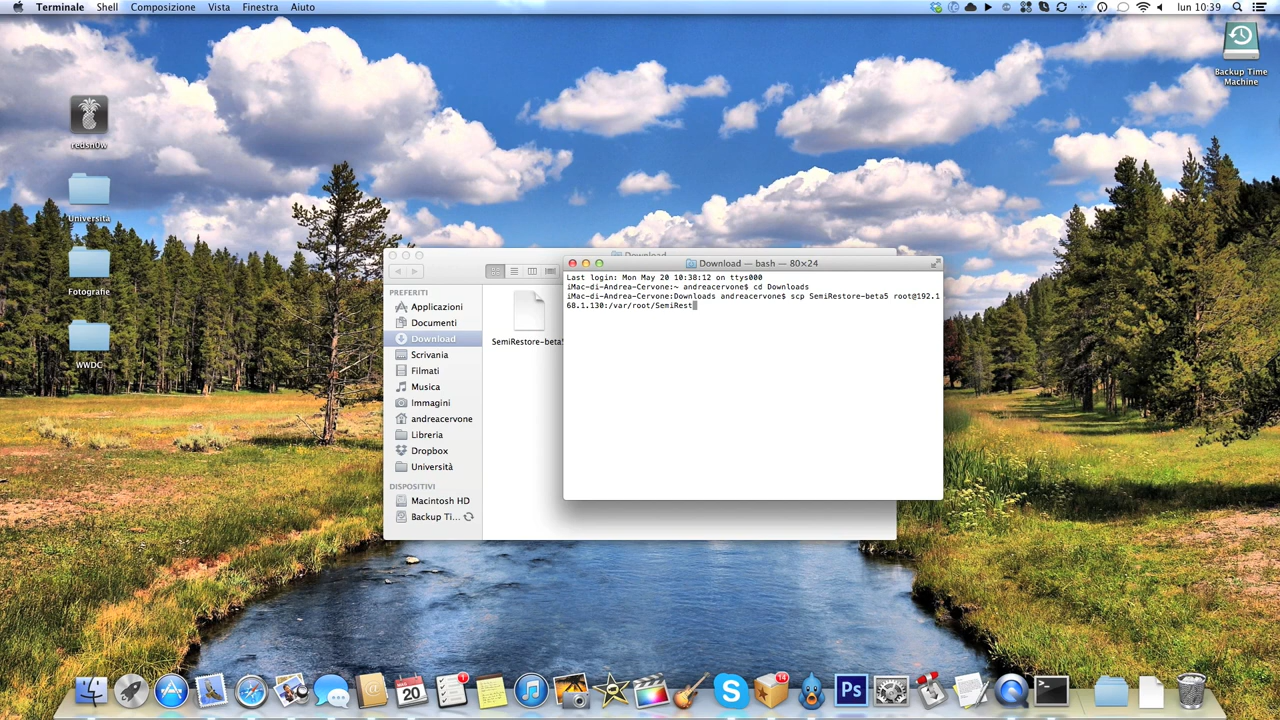 Terminale Shell Composizione Vista Finestra Aiuto
lun 10:39
Backup Time
Machine
redsn0w
Università
Fotografie
WWDC
Download
PREFERITI
Applicazioni
Documenti
Download
Scrivania
Filmati
Immagini
Musica
andreacervone
Libreria
Dropbox
Università
DISPOSITIVI
Macintosh HD
Backup Ti...
SemiRestore-beta5
Download — bash — 80×24
Last login: Mon May 20 10:38:12 on ttys000
iMac-di-Andrea-Cervone:~ andreacervone$ cd Downloads
iMac-di-Andrea-Cervone:Downloads andreacervone$ scp SemiRestore-beta5 root@192.1
68.1.130:/var/root/SemiRest
20
1
14
Ps